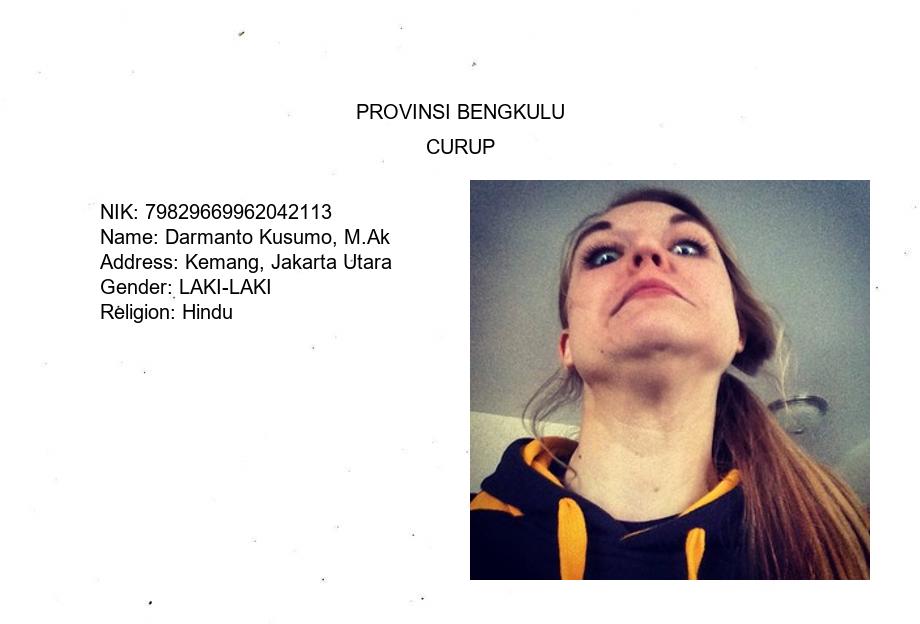 PROVINSI BENGKULU
CURUP
NIK: 79829669962042113
Name: Darmanto Kusumo, M.Ak
Address: Kemang, Jakarta Utara
Gender: LAKI-LAKI
Religion: Hindu